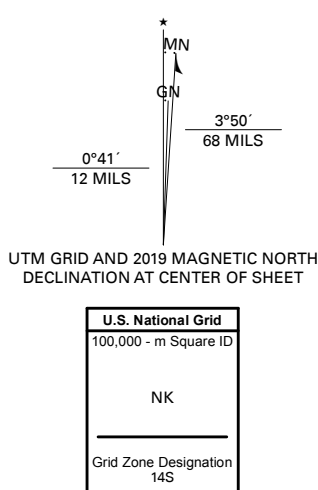 ★
MN
GN
3°50´
68 MILS
0°41´
12 MILS
UTM GRID AND 2019 MAGNETIC NORTH
DECLINATION AT CENTER OF SHEET
U.S. National Grid
100,000 - m Square ID
NK
Grid Zone Designation
14S